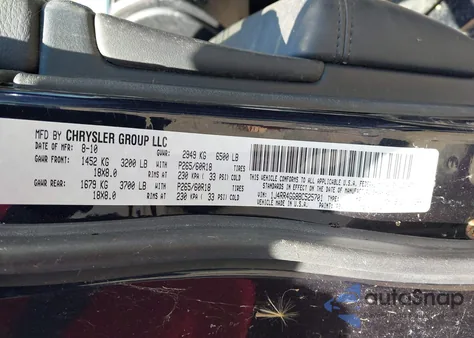 MFD BY CHRYSLER GROUP LLC
DATE OF MFR: 8-10 GVWR: 2949 KG 6500 LB
GAWR FRONT: 1452 KG 3200 LB WITH P265/60R18 TIRES
18X8.0 RIMS AT 230 KPA ( 33 PSI) COLD
GAWR REAR: 1679 KG 3700 LB WITH P265/60R18 TIRES
18X8.0 RIMS AT 230 KPA ( 33 PSI) COLD
THIS VEHICLE CONFORMS TO ALL APPLICABLE U.S.A.
STANDARDS IN EFFECT ON THE DATE OF
VIN: TYPE:
VEHICLE MADE IN U.S.A. PAINT:
autoSnap